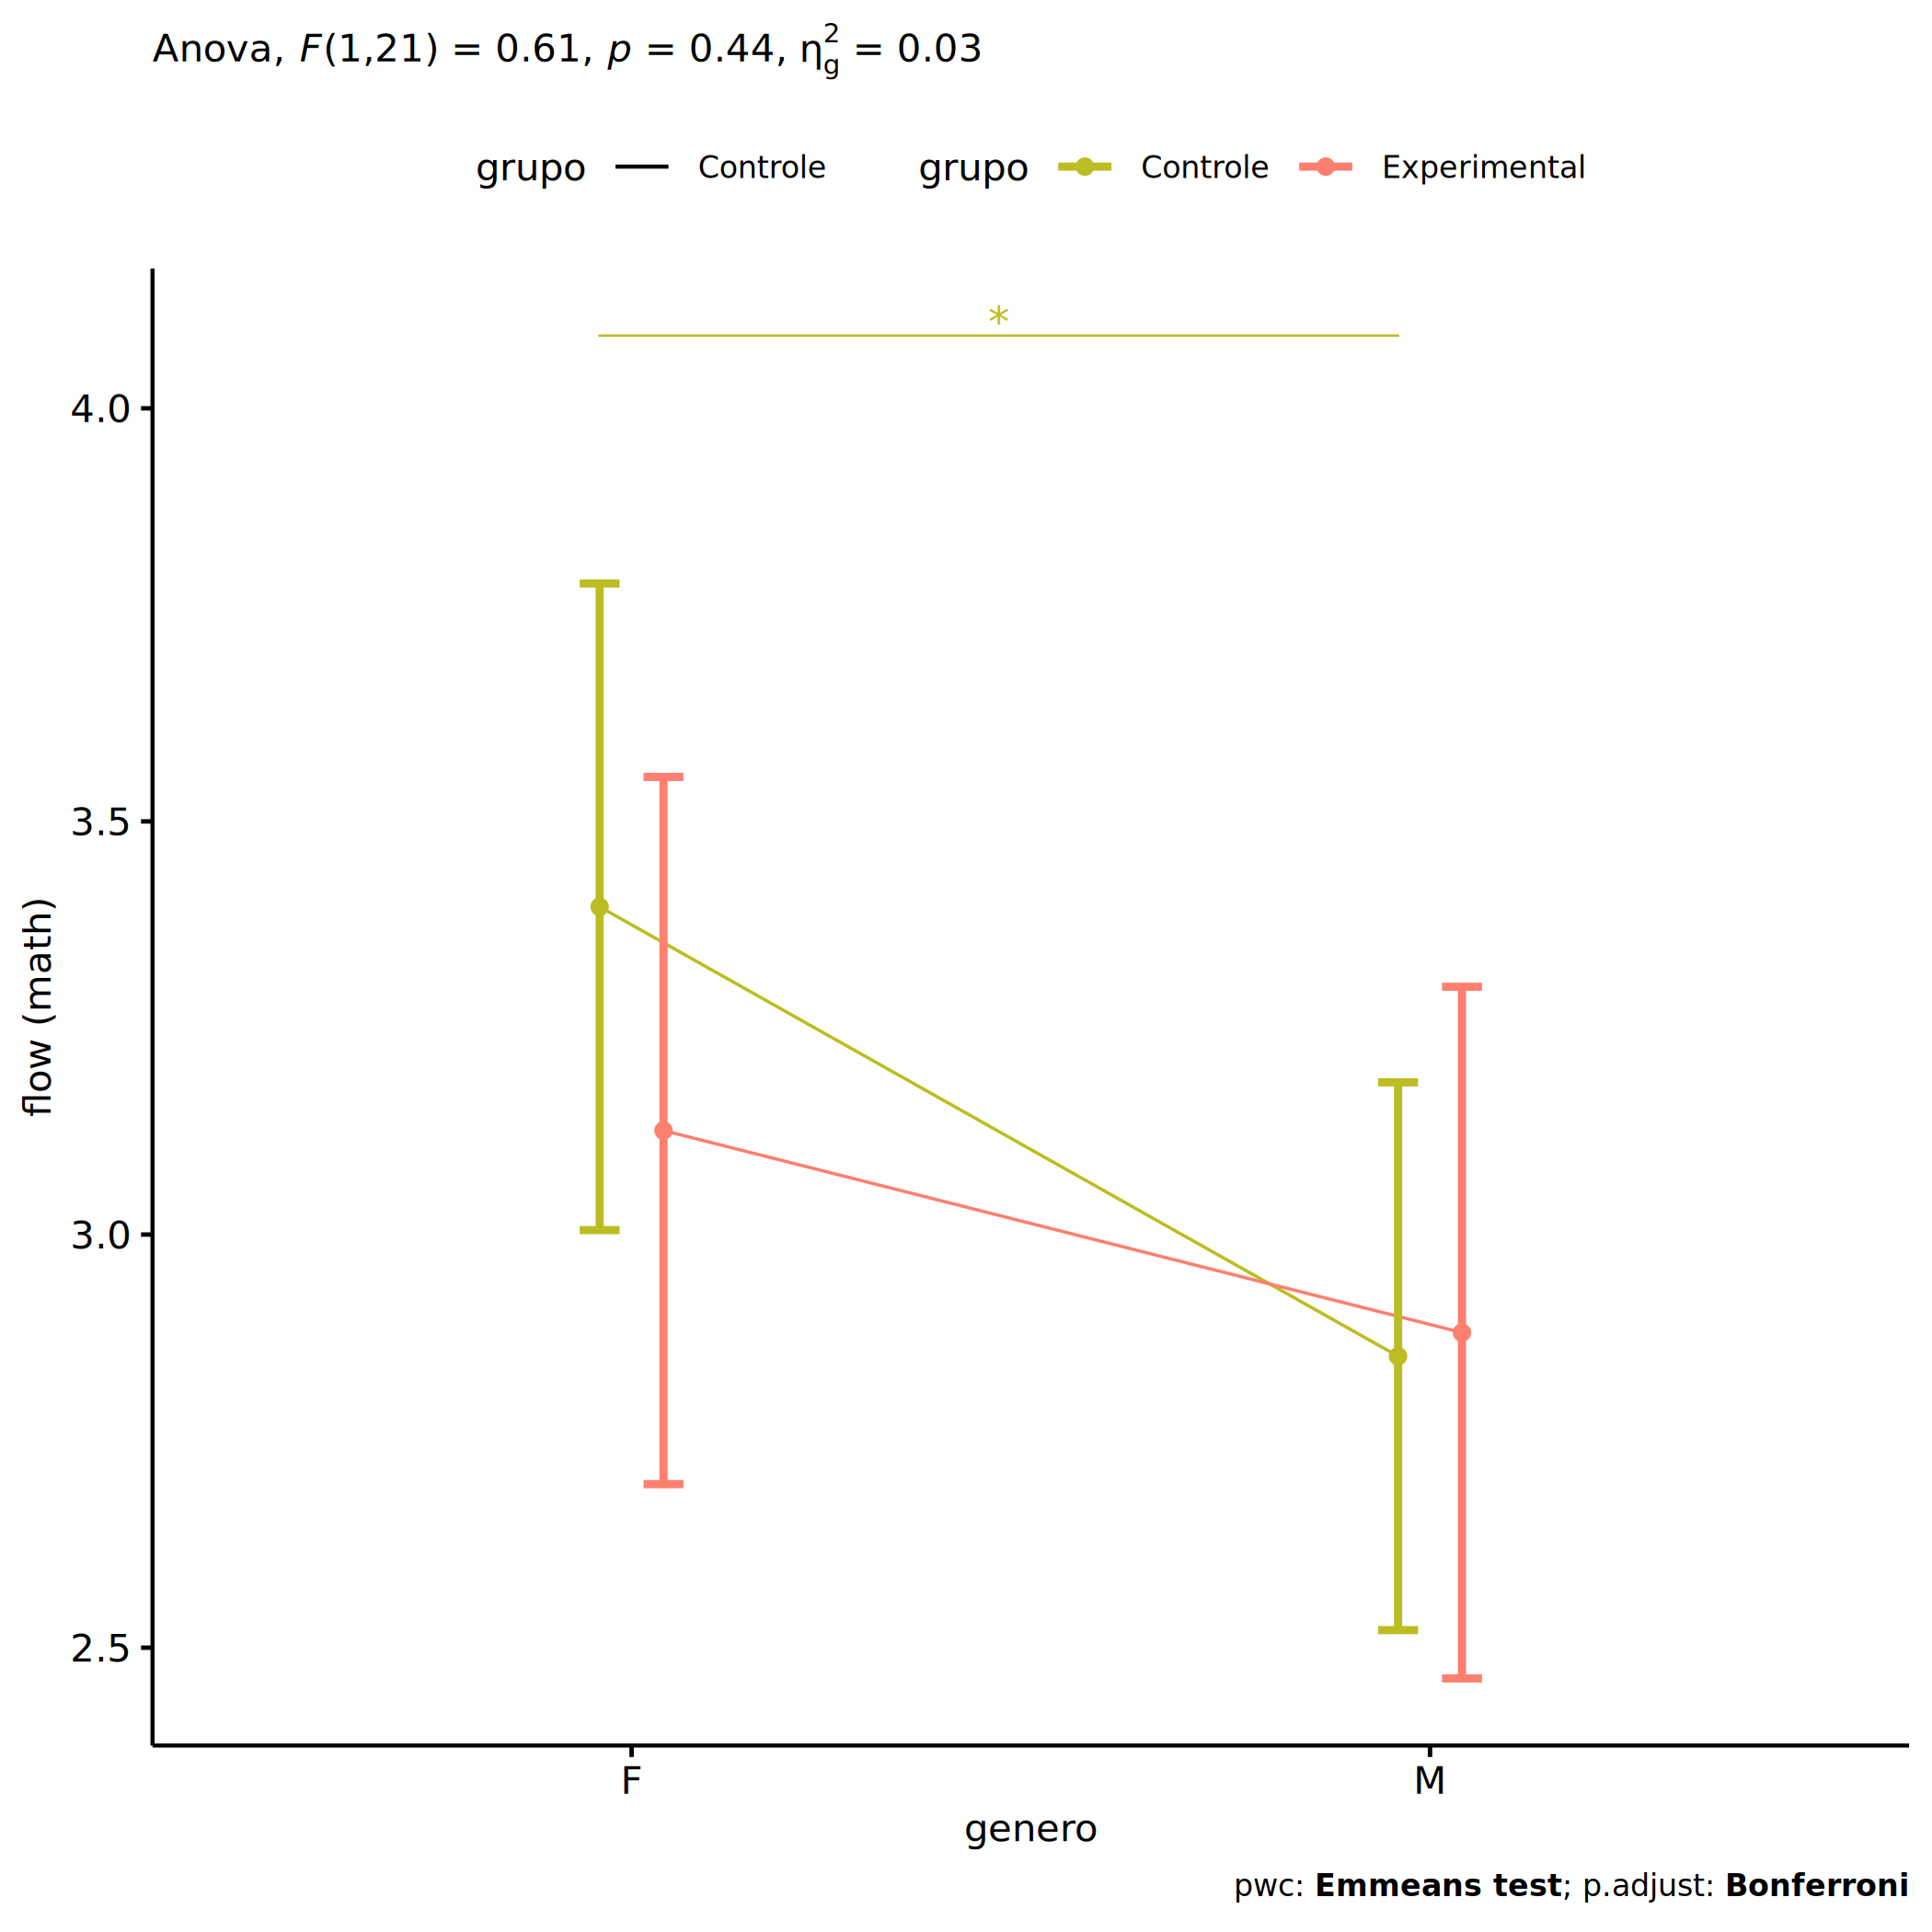 Anova, F(1,21) = 0.61, p = 0.44, η²g = 0.03
grupo Controle grupo Controle Experimental
*
4.0
3.5
3.0
2.5
flow (math)
F M
genero
pwc: Emmeans test; p.adjust: Bonferroni